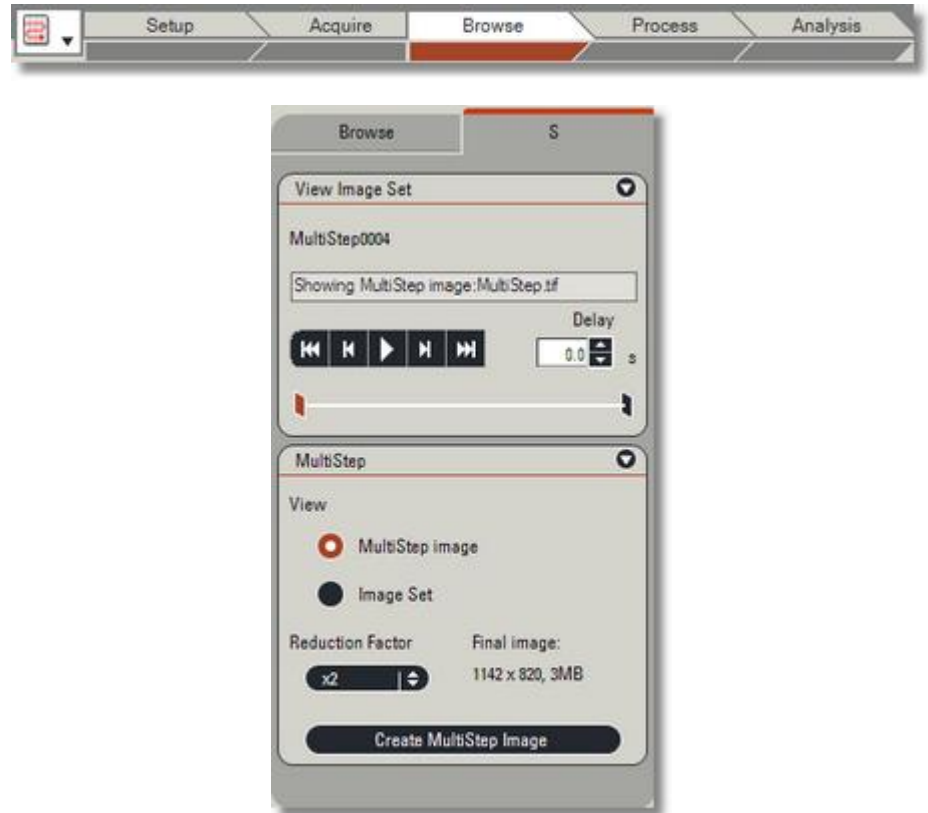 Setup Acquire Browse Process Analysis
Browse S
View Image Set
MultiStep0004
Showing MultiStep image:MultiStep.tif
Delay
0.0 s
MultiStep
View
MultiStep image
Image Set
Reduction Factor Final image:
x2 1142 x 820, 3MB
Create MultiStep Image